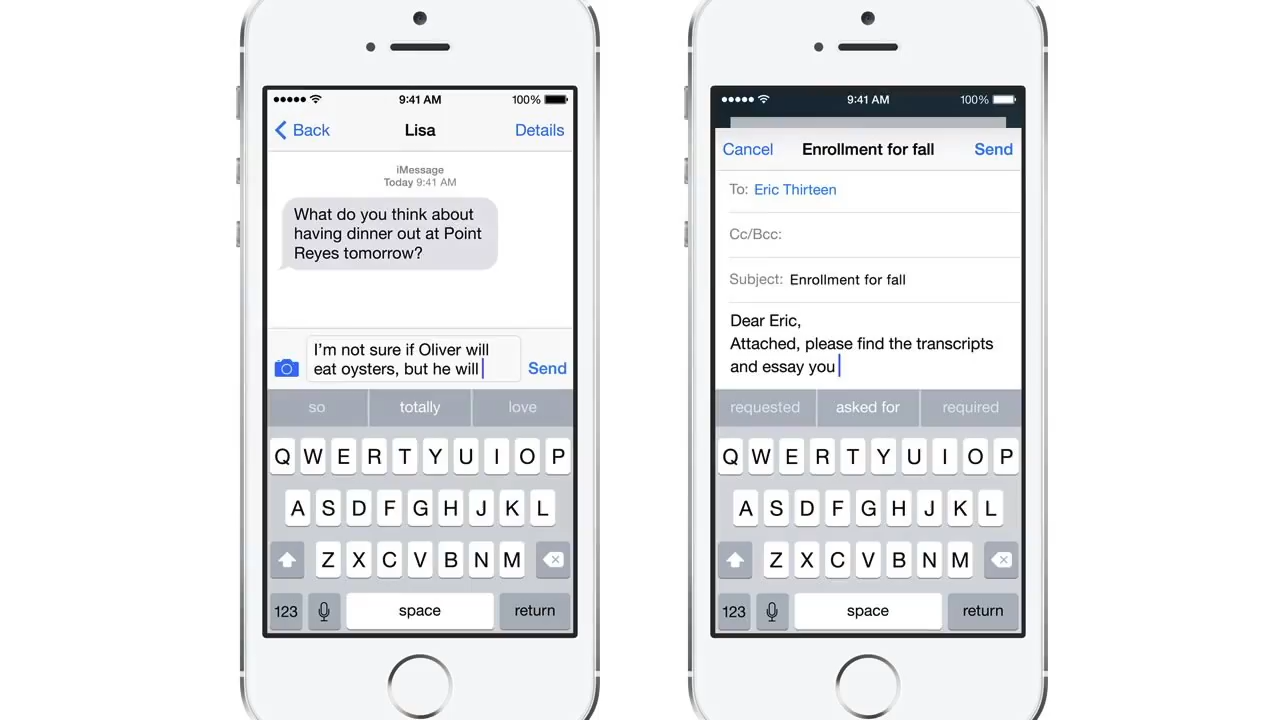 9:41 AM
100%
Back
Lisa
Details
iMessage
Today 9:41 AM
What do you think about
having dinner out at Point
Reyes tomorrow?
I'm not sure if Oliver will
eat oysters, but he will
Send
so totally love
Q W E R T Y U I O P
A S D F G H J K L
Z X C V B N M
123 space return
9:41 AM
100%
Cancel
Enrollment for fall
Send
To: Eric Thirteen
Cc/Bcc:
Subject: Enrollment for fall
Dear Eric,
Attached, please find the transcripts
and essay you
requested asked for required
Q W E R T Y U I O P
A S D F G H J K L
Z X C V B N M
123 space return